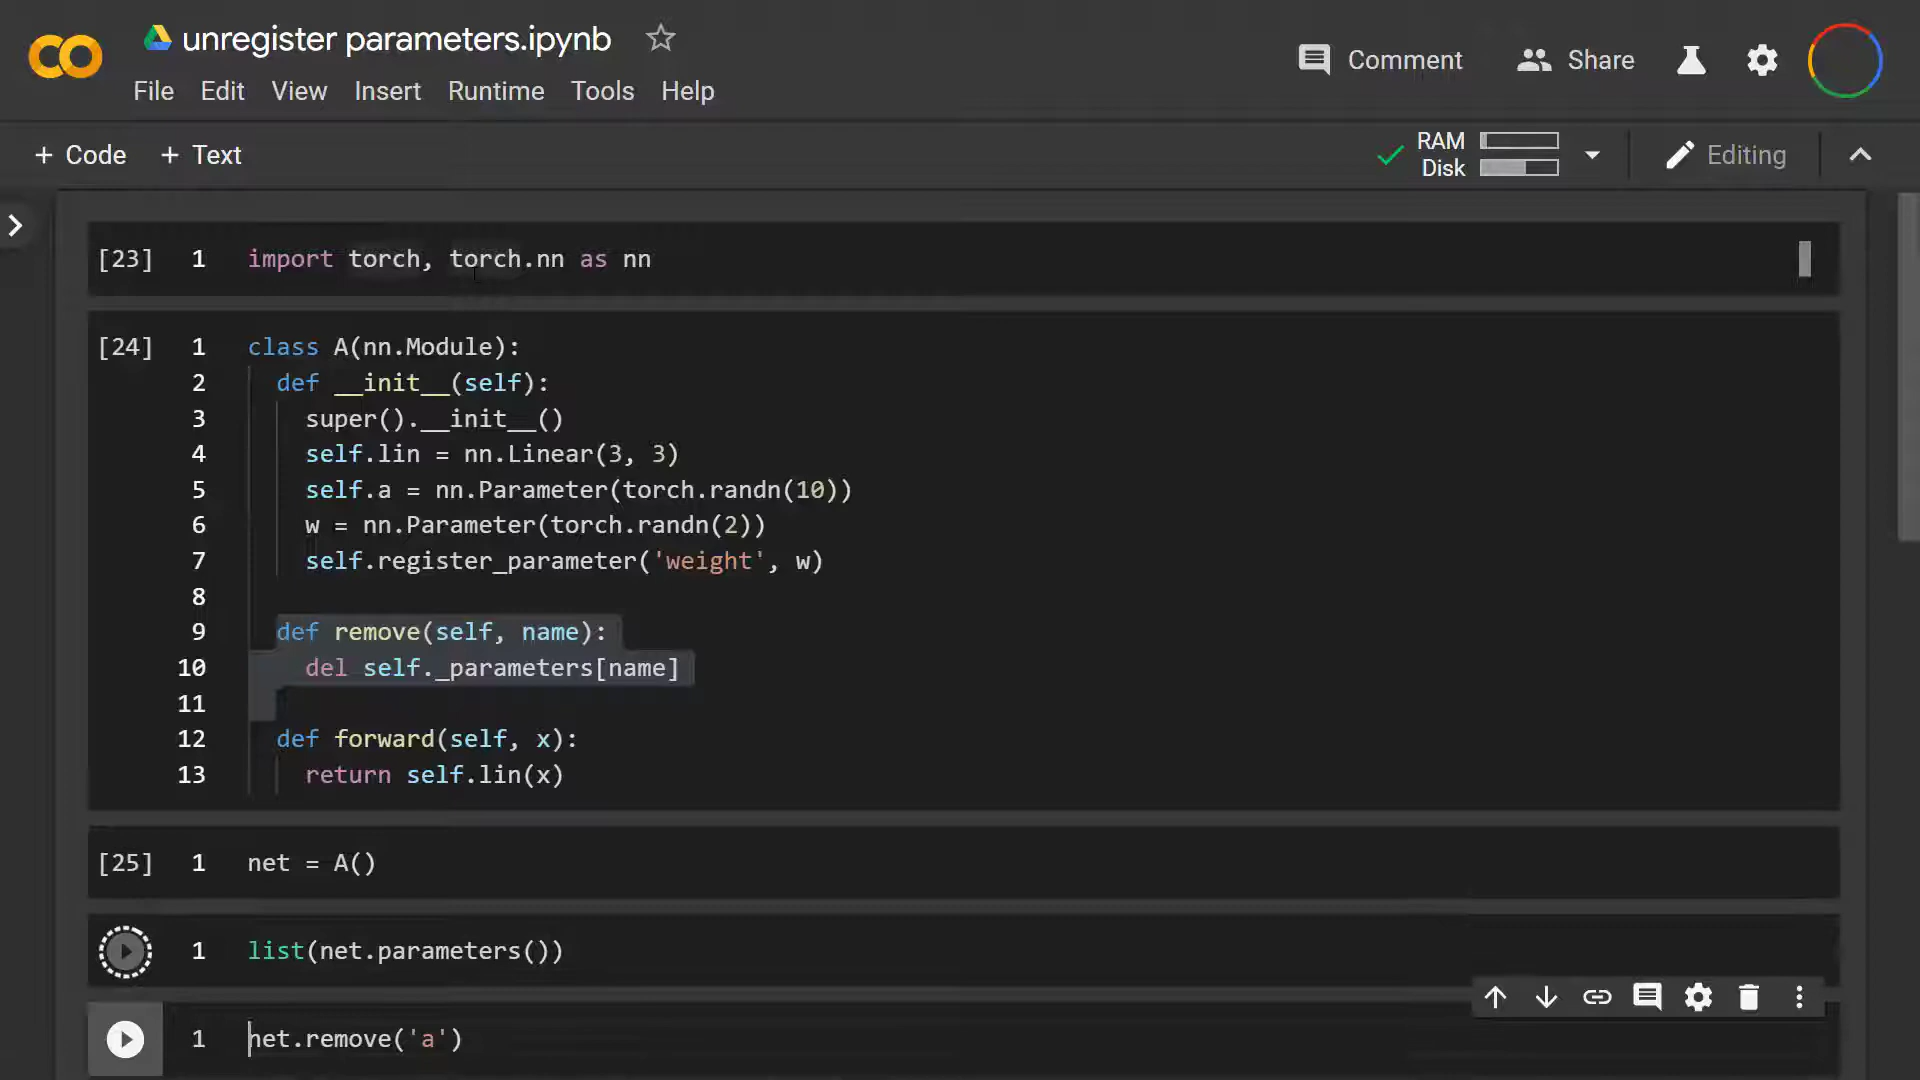 unregister parameters.ipynb
File Edit View Insert Runtime Tools Help
Comment Share
+ Code + Text
RAM
Disk
Editing
[23] 1 import torch, torch.nn as nn
[24] 1 class A(nn.Module):
2 def __init__(self):
3 super().__init__()
4 self.lin = nn.Linear(3, 3)
5 self.a = nn.Parameter(torch.randn(10))
6 w = nn.Parameter(torch.randn(2))
7 self.register_parameter('weight', w)
8
9 def remove(self, name):
10 del self._parameters[name]
11
12 def forward(self, x):
13 return self.lin(x)
[25] 1 net = A()
1 list(net.parameters())
1 net.remove('a')